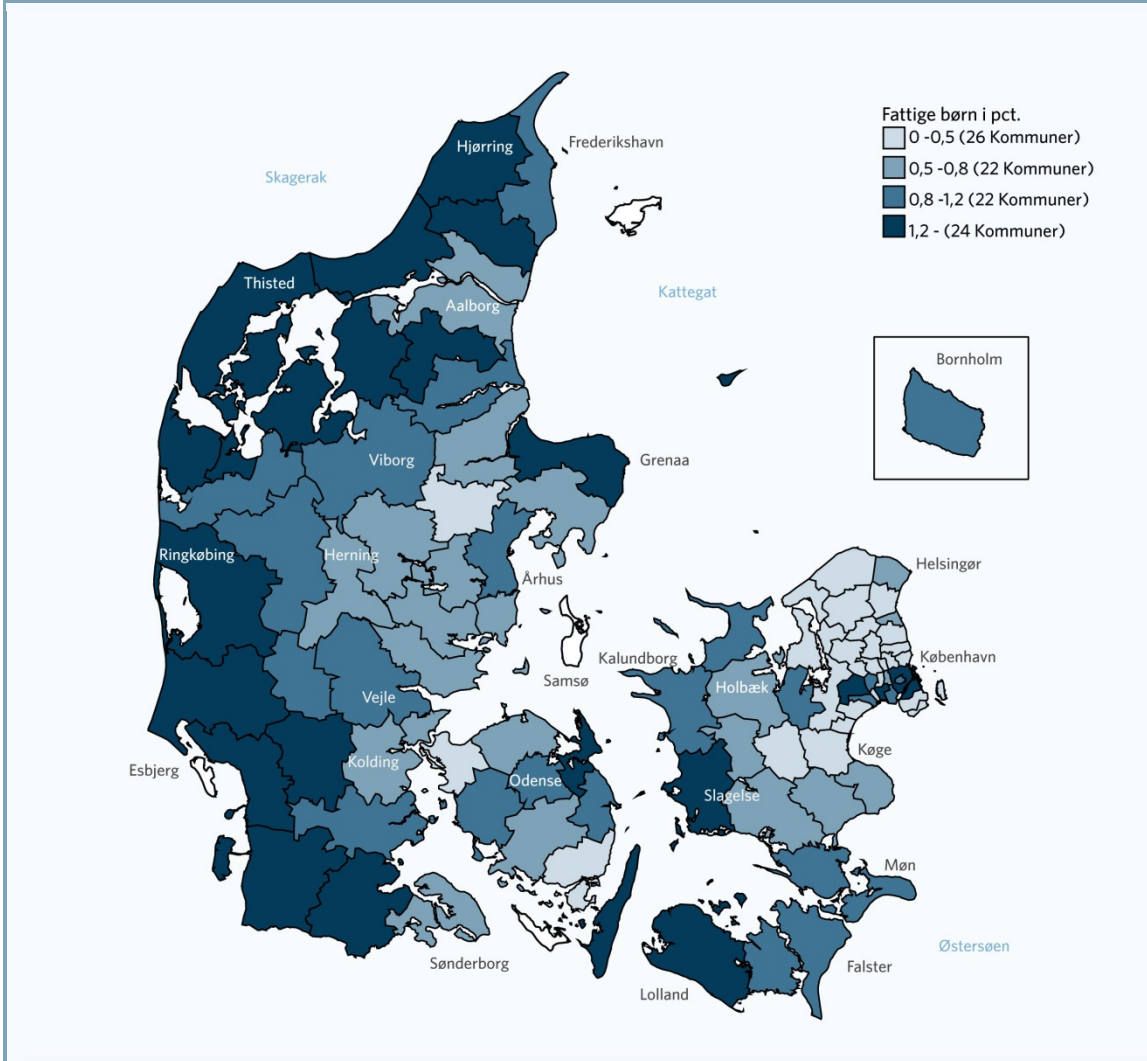 Fattige børn i pct.
0 -0,5 (26 Kommuner)
0,5 -0,8 (22 Kommuner)
0,8 -1,2 (22 Kommuner)
1,2 - (24 Kommuner)
Hjørring
Frederikshavn
Skagerak
Thisted
Kattegat
Aalborg
Bornholm
Viborg
Grenaa
Ringkøbing
Herning
Århus
Helsingør
Kalundborg
København
Samsø
Holbæk
Vejle
Køge
Esbjerg
Kolding
Odense
Slagelse
Møn
Østersøen
Sønderborg
Falster
Lolland